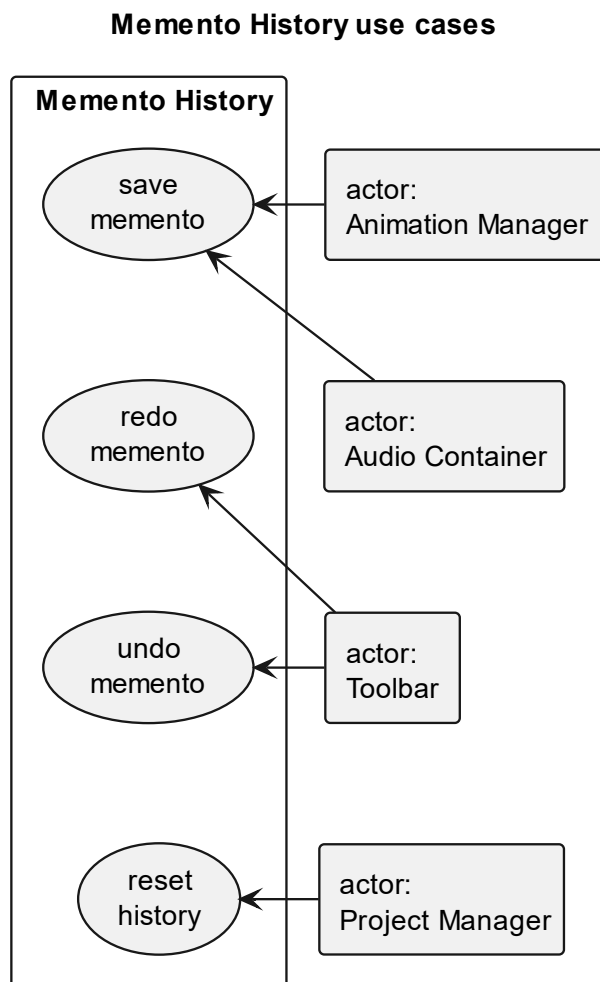 Memento History use cases
Memento History
save
memento
actor:
Animation Manager
redo
memento
actor:
Audio Container
undo
memento
actor:
Toolbar
reset
history
actor:
Project Manager